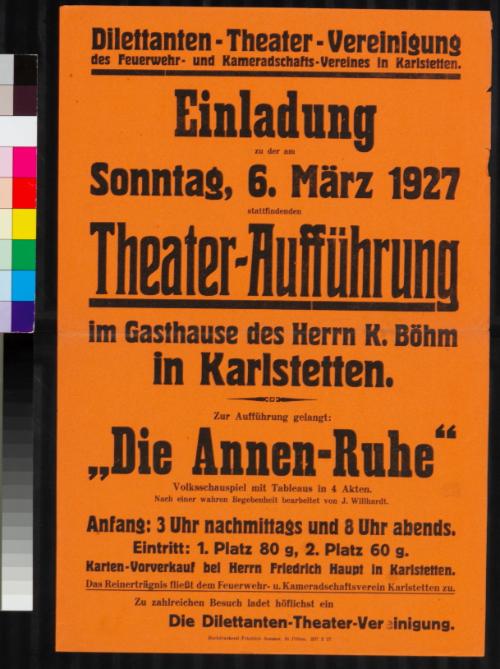 Dilettanten-Theater-Vereinigung
des Feuerwehr- und Kameradschafts-Vereines in Karlstetten.
Einladung
zu der am
Sonntag, 6. März 1927
stattfindenden
Theater-Aufführung
im Gasthause des Herrn K. Böhm
in Karlstetten.
Zur Aufführung gelangt:
„Die Annen-Ruhe“
Volksschauspiel mit Tableaus in 4 Akten.
Nach einer wahren Begebenheit bearbeitet von J. Willhardt.
Anfang: 3 Uhr nachmittags und 8 Uhr abends.
Eintritt: 1. Platz 80 g, 2. Platz 60 g.
Karten-Vorverkauf bei Herrn Friedrich Haupt in Karlstetten.
Das Reinerträgnis fließt dem Feuerwehr- u. Kameradschaftsverein Karlstetten zu.
Zu zahlreichen Besuch ladet höflichst ein
Die Dilettanten-Theater-Vereinigung.
Friedrich St. Pölten.